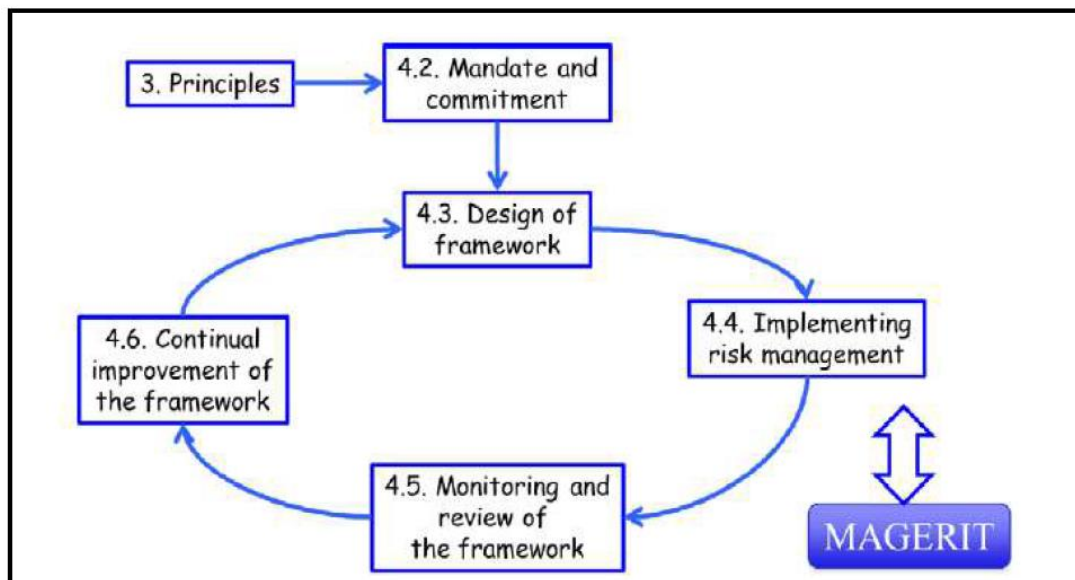 3. Principles
4.2. Mandate and
commitment
4.3. Design of
framework
4.4. Implementing
risk management
4.6. Continual
improvement of
the framework
4.5. Monitoring and
review of
the framework
MAGERIT